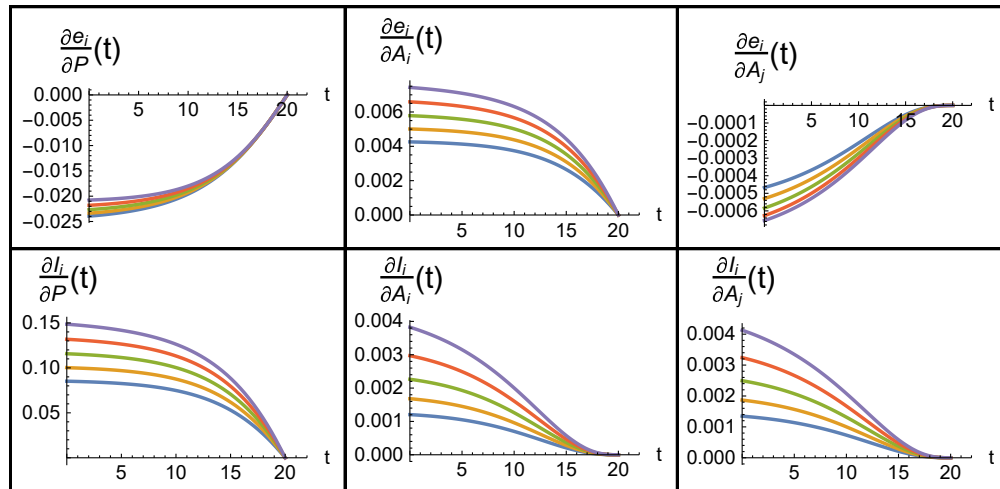 ∂e_i/∂P (t)
t
0.000
-0.005
-0.010
-0.015
-0.020
-0.025
5 10 15 20
∂e_i/∂A_i (t)
0.006
0.004
0.002
0.000
5 10 15 20
t
∂e_i/∂A_j (t)
t
-0.0001
-0.0002
-0.0003
-0.0004
-0.0005
-0.0006
5 10 15 20
∂I_i/∂P (t)
0.15
0.10
0.05
5 10 15 20
t
∂I_i/∂A_i (t)
0.004
0.003
0.002
0.001
0.000
5 10 15 20
t
∂I_i/∂A_j (t)
0.004
0.003
0.002
0.001
0.000
5 10 15 20
t